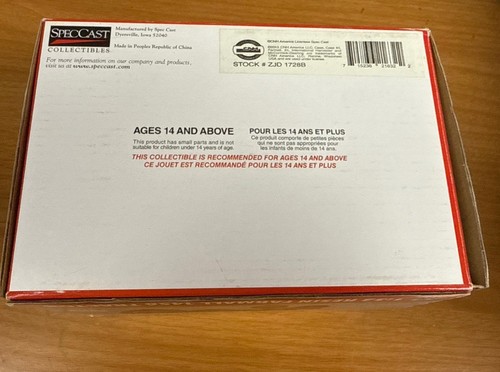 SPECCAST
COLLECTIBLES
Manufactured by Spec Cast
Dyersville, Iowa 52040
Made in Peoples Republic of China
For more information on our company and products,
visit us at www.speccast.com
STOCK # ZJD 1728B
AGES 14 AND ABOVE
This product has small parts and is not
suitable for children under 14 years of age.
POUR LES 14 ANS ET PLUS
Ce produit comporte de petites pièces
qui ne sont pas appropriées pour
les enfants de moins de 14 ans.
THIS COLLECTIBLE IS RECOMMENDED FOR AGES 14 AND ABOVE
CE JOUET EST RECOMMANDÉ POUR LES 14 ANS ET PLUS